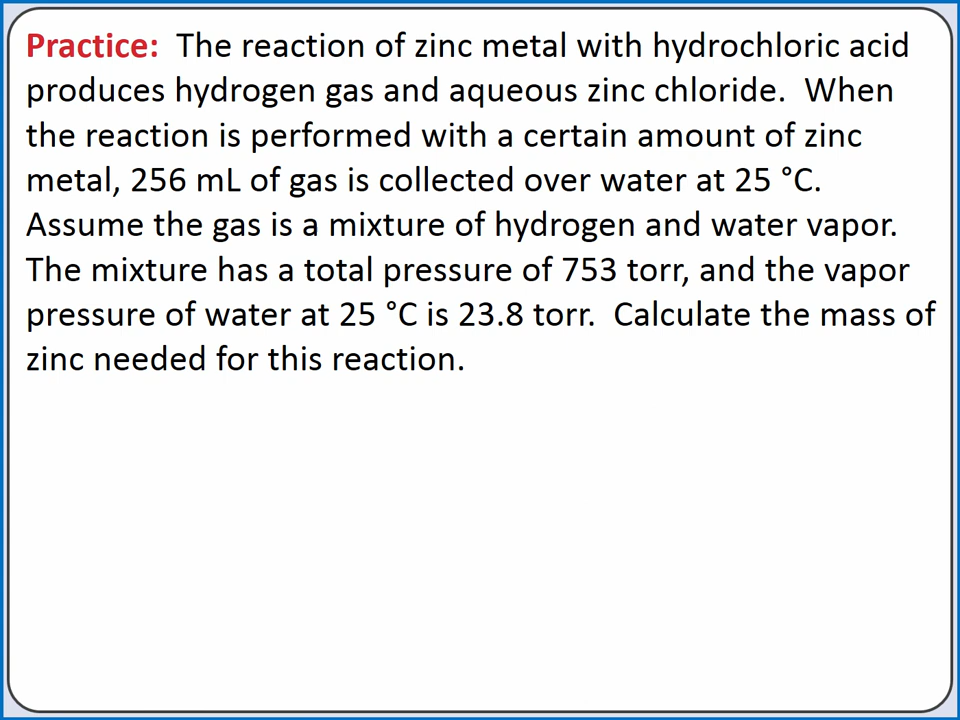 Practice:  The reaction of zinc metal with hydrochloric acid
produces hydrogen gas and aqueous zinc chloride.  When
the reaction is performed with a certain amount of zinc
metal, 256 mL of gas is collected over water at 25 °C.
Assume the gas is a mixture of hydrogen and water vapor.
The mixture has a total pressure of 753 torr, and the vapor
pressure of water at 25 °C is 23.8 torr.  Calculate the mass of
zinc needed for this reaction.